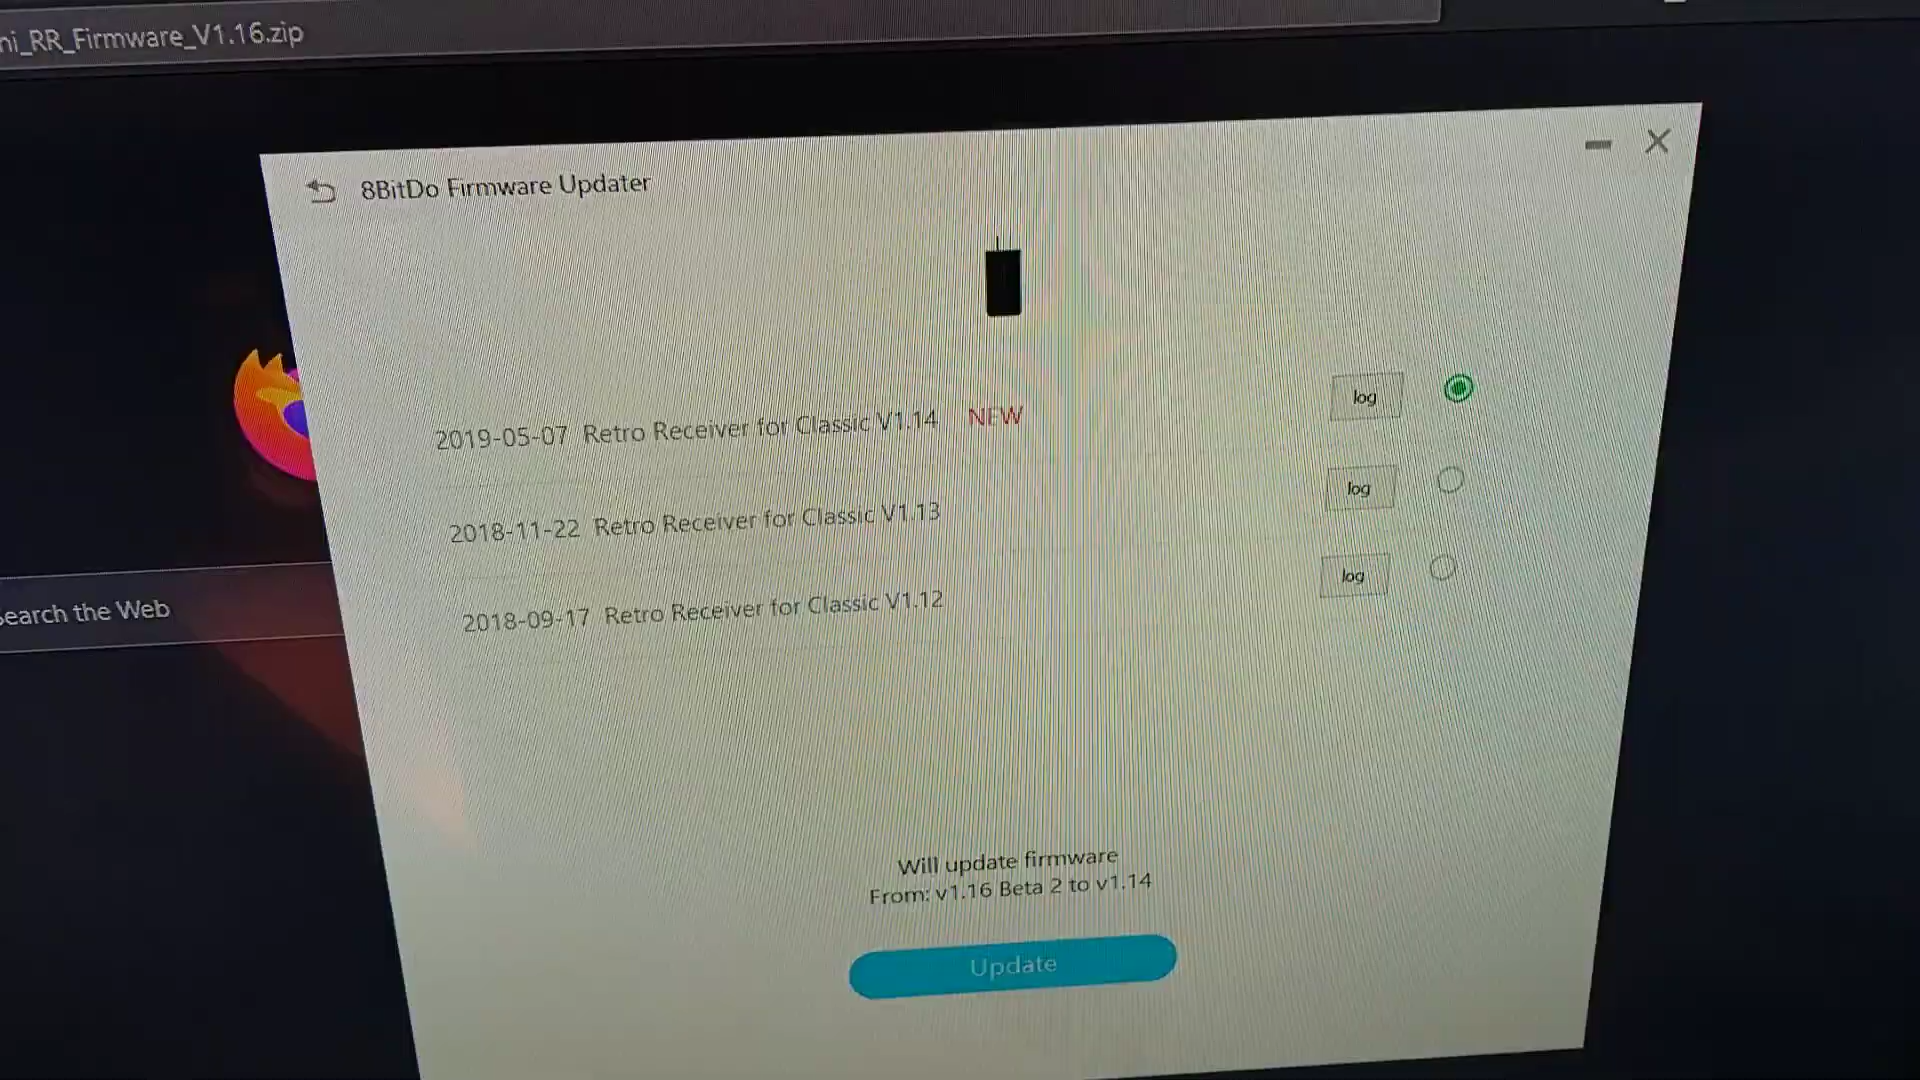 ni_RR_Firmware_V1.16.zip
8BitDo Firmware Updater
2019-05-07 Retro Receiver for Classic V1.14 NEW
log
2018-11-22 Retro Receiver for Classic V1.13
log
2018-09-17 Retro Receiver for Classic V1.12
log
Search the Web
Will update firmware
From: v1.16 Beta 2 to v1.14
Update